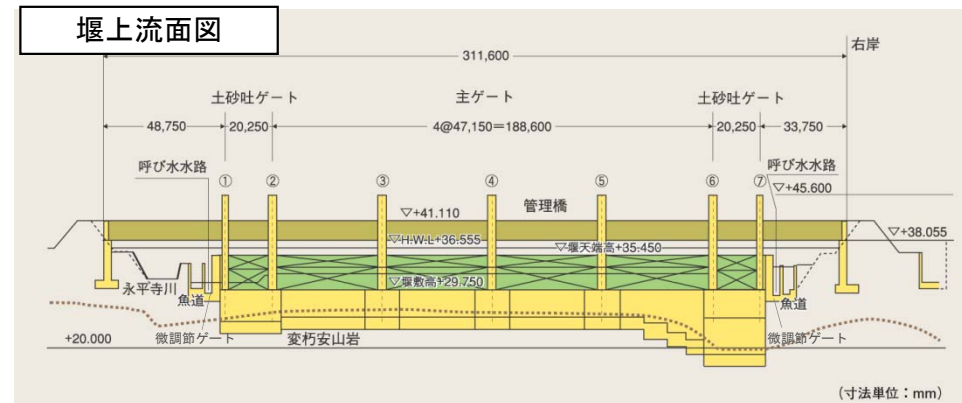 堰上流面図
右岸
311,600
土砂吐ゲート 主ゲート 土砂吐ゲート
48,750 20,250 4@47,150＝188,600 20,250 33,750
呼び水水路 呼び水水路
① ② ③ ④ ⑤ ⑥ ⑦
▽+45.600
管理橋
▽+41.110
▽+38.055
▽H.W.L+36.555
▽堰天端高+35.450
▽堰敷高+29.750
永平寺川
魚道 魚道
+20.000
微調節ゲート 変朽安山岩 微調節ゲート
(寸法単位：mm)